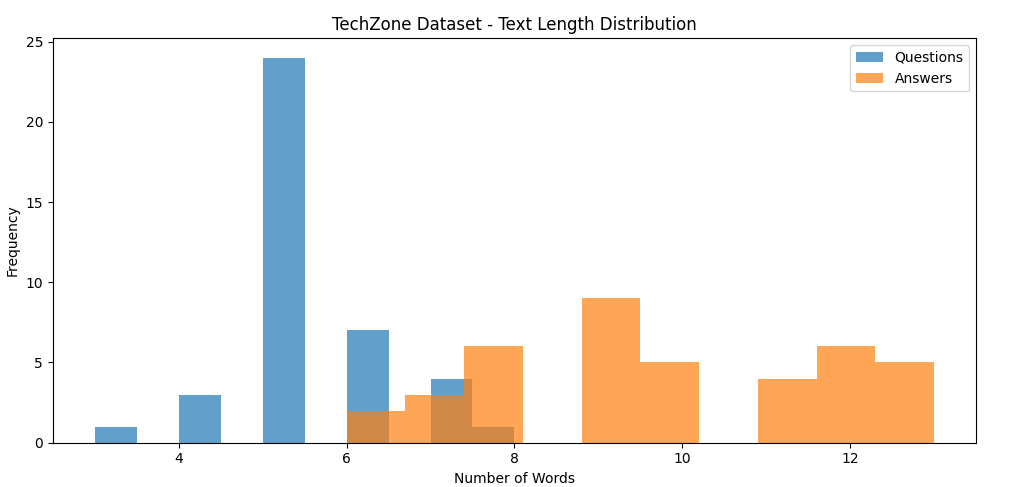 TechZone Dataset - Text Length Distribution
Questions
Answers
Frequency
25
20
15
10
5
0
4 6 8 10 12
Number of Words